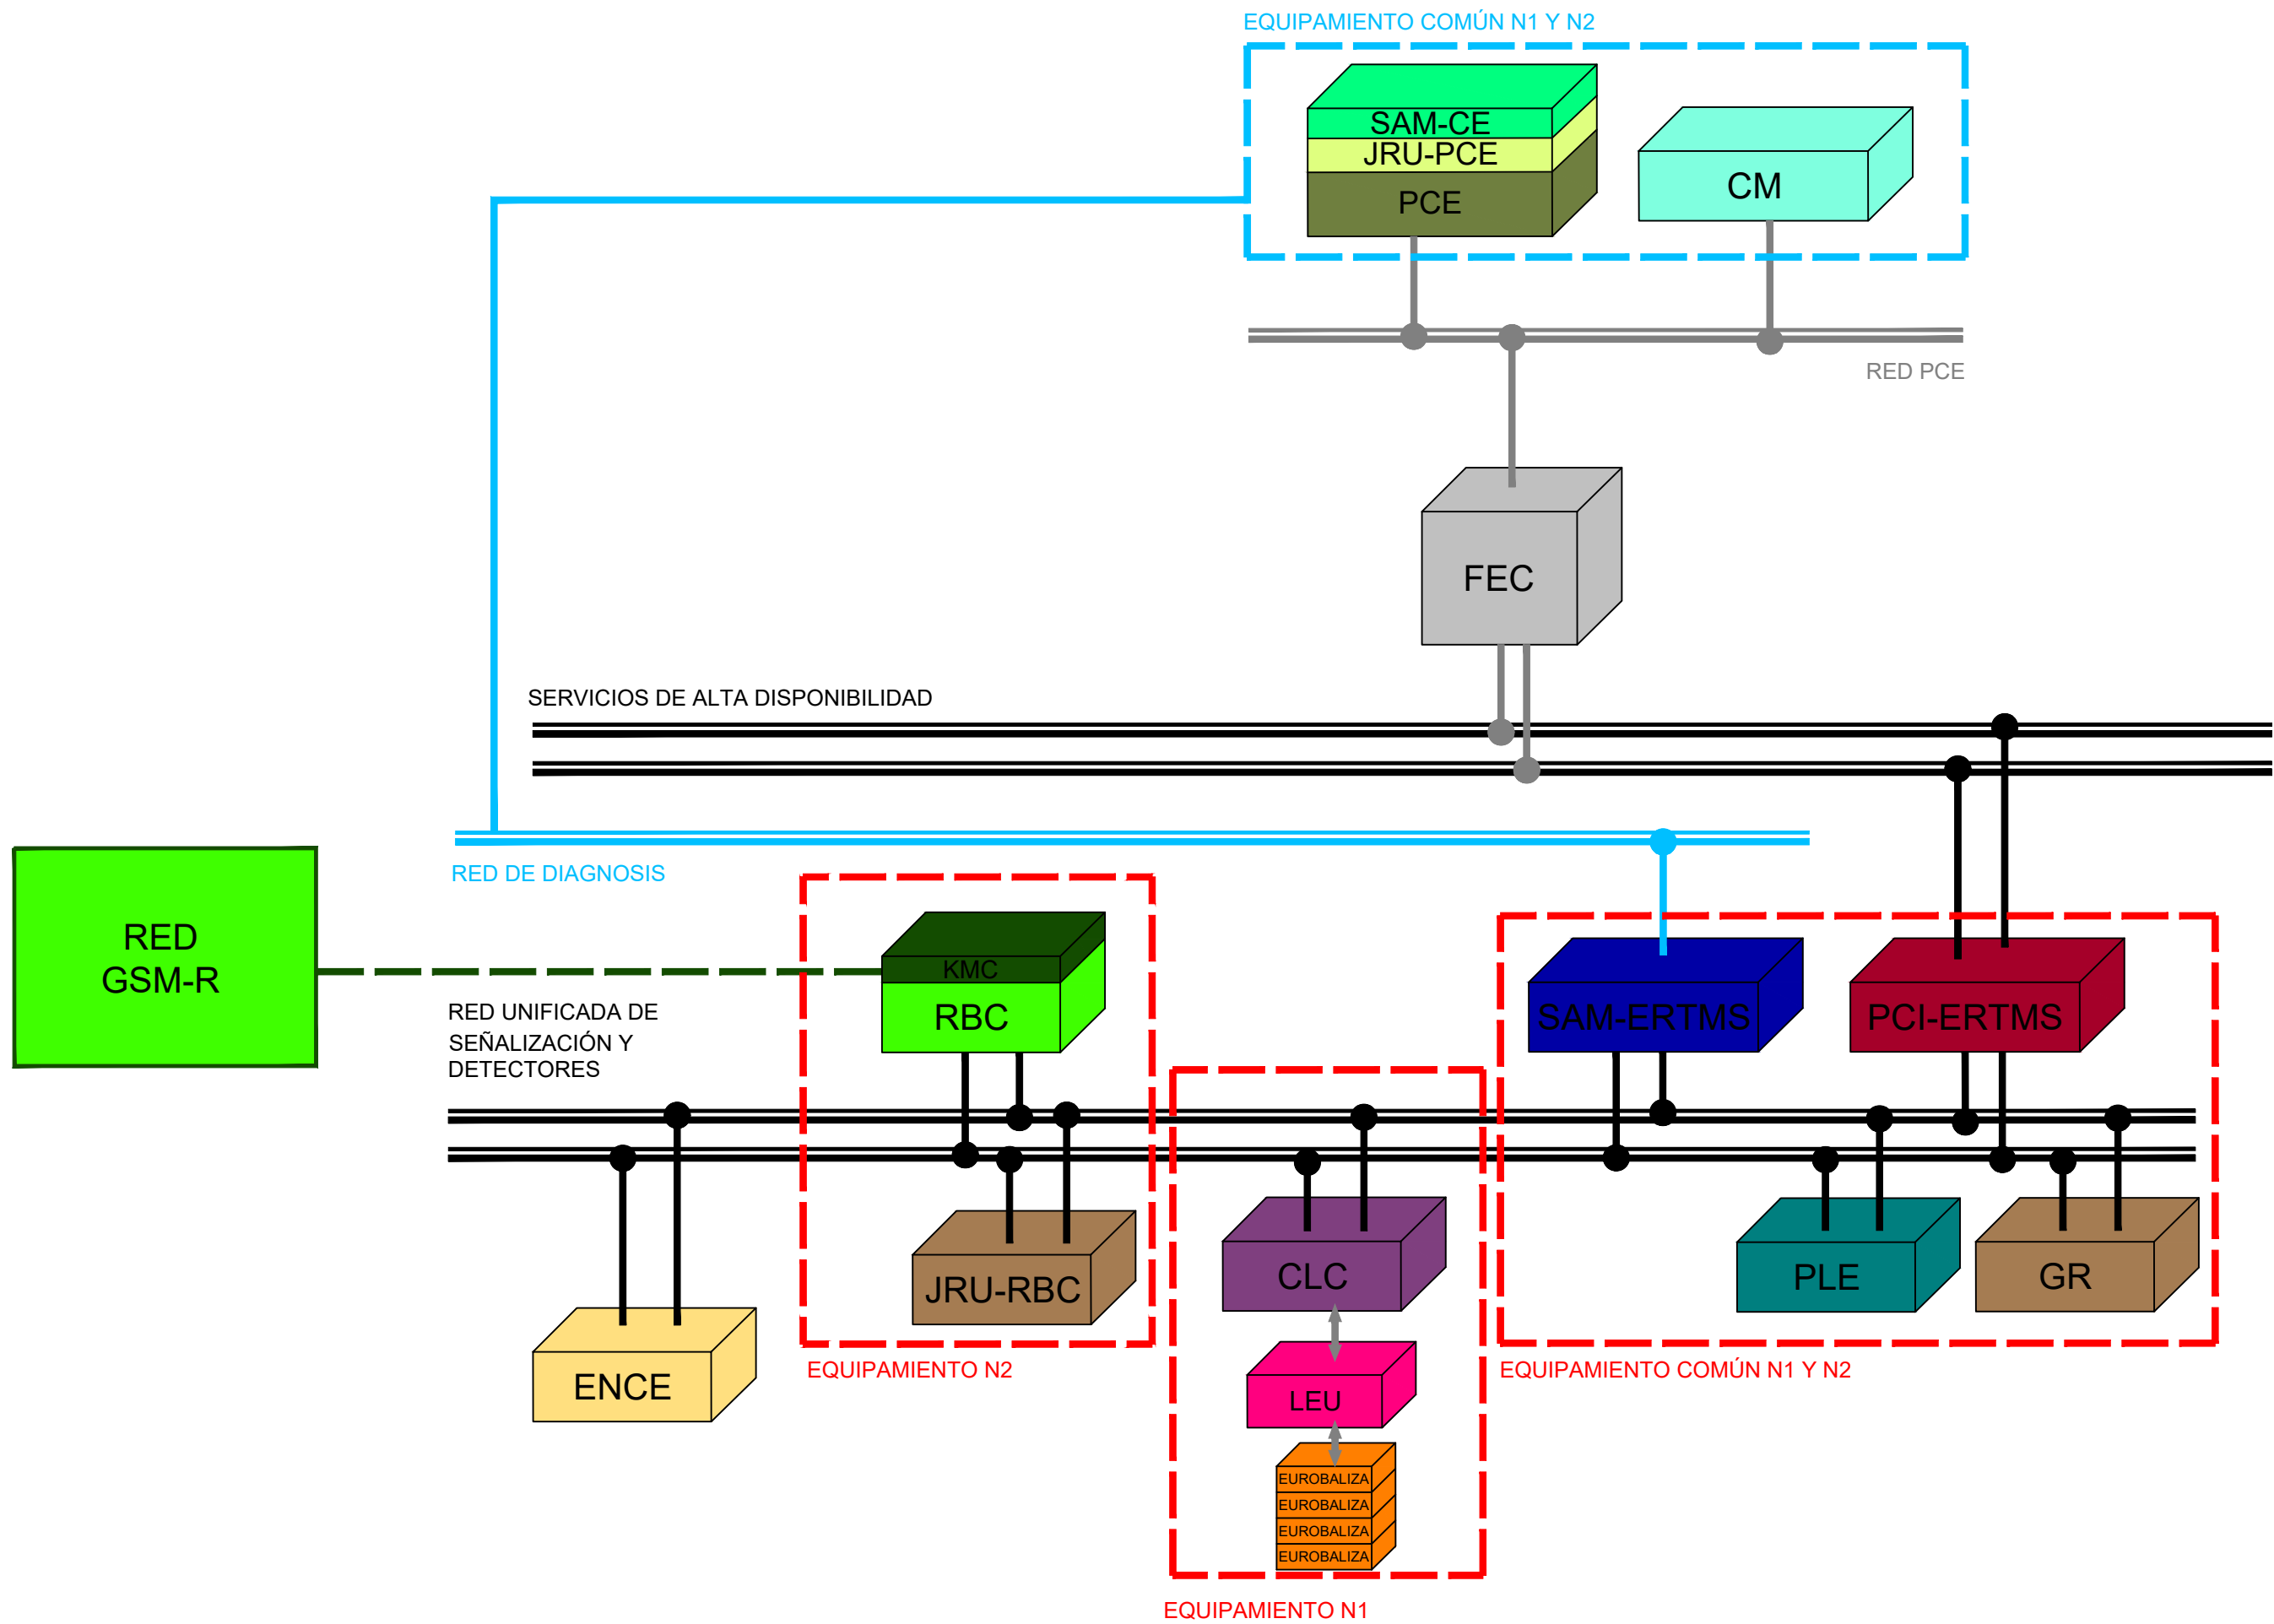 EQUIPAMIENTO COMÚN N1 Y N2
SAM-CE
JRU-PCE
PCE
CM
RED PCE
FEC
SERVICIOS DE ALTA DISPONIBILIDAD
RED DE DIAGNOSIS
RED
GSM-R
KMC
RBC
SAM-ERTMS
PCI-ERTMS
RED UNIFICADA DE
SEÑALIZACIÓN Y
DETECTORES
JRU-RBC
CLC
PLE
GR
ENCE
EQUIPAMIENTO N2
LEU
EQUIPAMIENTO COMÚN N1 Y N2
EUROBALIZA
EUROBALIZA
EUROBALIZA
EUROBALIZA
EQUIPAMIENTO N1